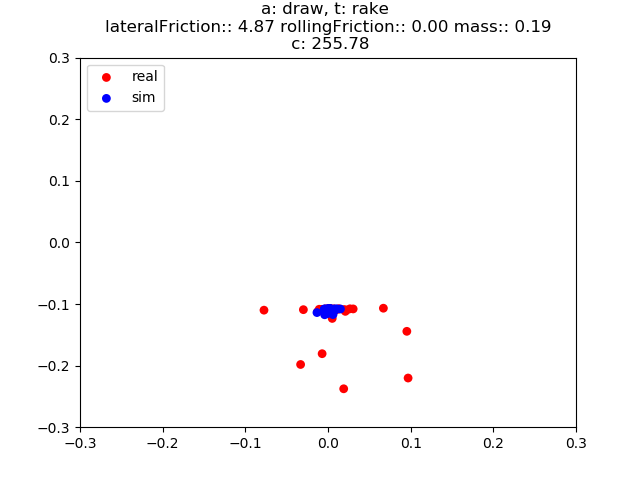 a: draw, t: rake
lateralFriction:: 4.87 rollingFriction:: 0.00 mass:: 0.19
c: 255.78
real
sim
0.3
0.2
0.1
0.0
−0.1
−0.2
−0.3
−0.3
−0.2
−0.1
0.0
0.1
0.2
0.3